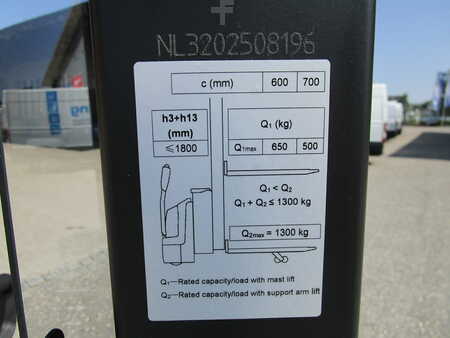 NL3202508196
c (mm) 600 700
h3+h13 (mm) Q₁ (kg)
≤1800 Q₁max 650 500
Q₁ < Q₂
Q₁ + Q₂ ≤ 1300 kg
Q₂max = 1300 kg
Q₁—Rated capacity/load with mast lift
Q₂—Rated capacity/load with support arm lift